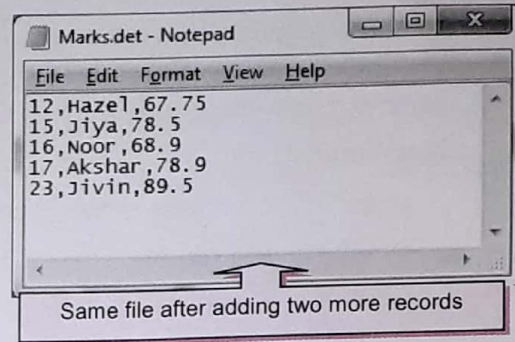 Marks.det - Notepad
File Edit Format View Help
12,Hazel,67.75
15,Jiya,78.5
16,Noor,68.9
17,Akshar,78.9
23,Jivin,89.5
Same file after adding two more records